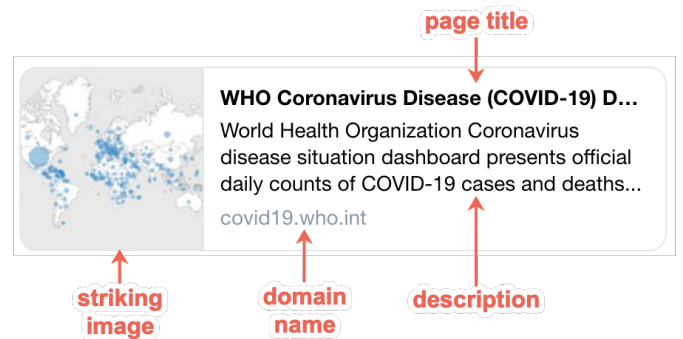 page title
WHO Coronavirus Disease (COVID-19) D...
World Health Organization Coronavirus
disease situation dashboard presents official
daily counts of COVID-19 cases and deaths...
covid19.who.int
striking
image
domain
name
description